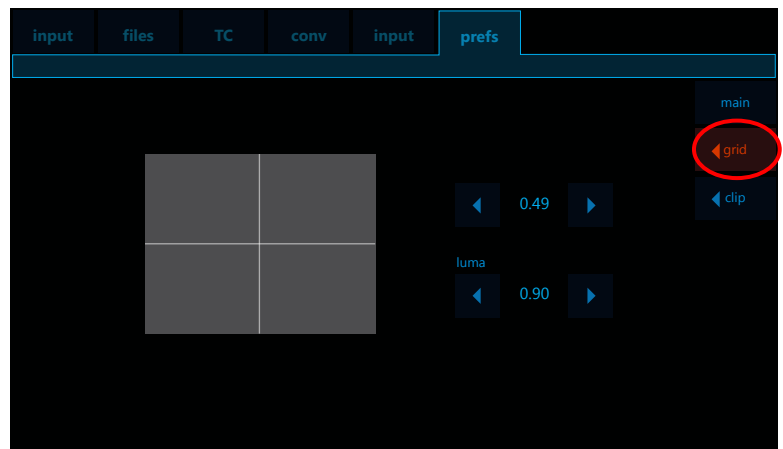 input files TC conv input prefs
main
grid
clip
0.49
luma
0.90